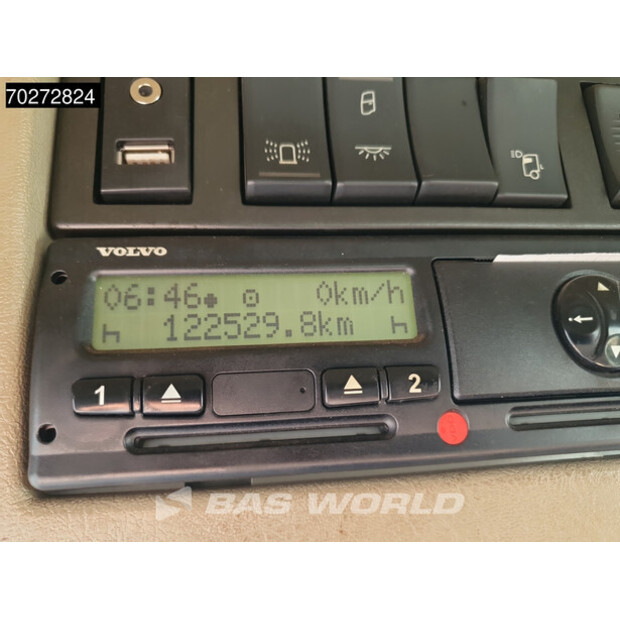 70272824
VOLVO
06:46 0km/h
122529.8km
1 2
BAS WORLD